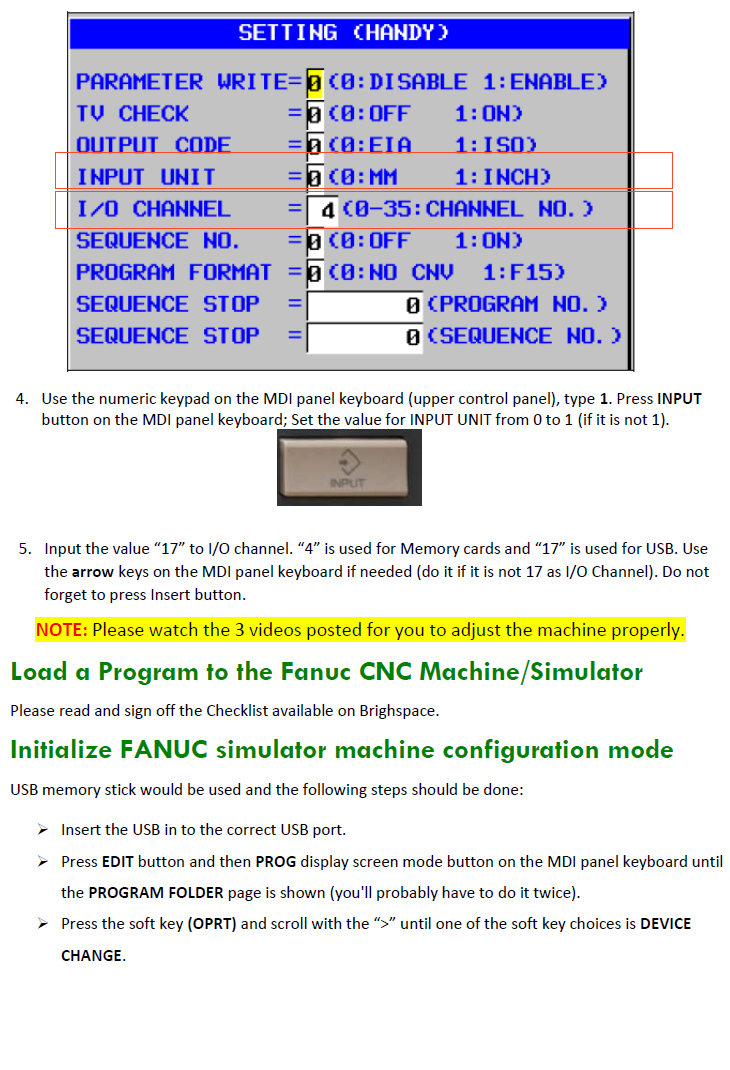 SETTING (HANDY)
PARAMETER WRITE=0(0:DISABLE 1:ENABLE)
TV CHECK =0(0:OFF 1:ON)
OUTPUT CODE =0(0:EIA 1:ISO)
INPUT UNIT =0(0:MM 1:INCH)
I/O CHANNEL = 4(0-35:CHANNEL NO.)
SEQUENCE NO. =0(0:OFF 1:ON)
PROGRAM FORMAT =0(0:NO CNV 1:F15)
SEQUENCE STOP = 0(PROGRAM NO.)
SEQUENCE STOP = 0(SEQUENCE NO.)
4. Use the numeric keypad on the MDI panel keyboard (upper control panel), type 1. Press INPUT
button on the MDI panel keyboard; Set the value for INPUT UNIT from 0 to 1 (if it is not 1).
INPUT
5. Input the value “17” to I/O channel. “4” is used for Memory cards and “17” is used for USB. Use
the arrow keys on the MDI panel keyboard if needed (do it if it is not 17 as I/O Channel). Do not
forget to press Insert button.
NOTE: Please watch the 3 videos posted for you to adjust the machine properly.
Load a Program to the Fanuc CNC Machine/Simulator
Please read and sign off the Checklist available on Brighspace.
Initialize FANUC simulator machine configuration mode
USB memory stick would be used and the following steps should be done:
➢ Insert the USB in to the correct USB port.
➢ Press EDIT button and then PROG display screen mode button on the MDI panel keyboard until
the PROGRAM FOLDER page is shown (you'll probably have to do it twice).
➢ Press the soft key (OPRT) and scroll with the “>” until one of the soft key choices is DEVICE
CHANGE.